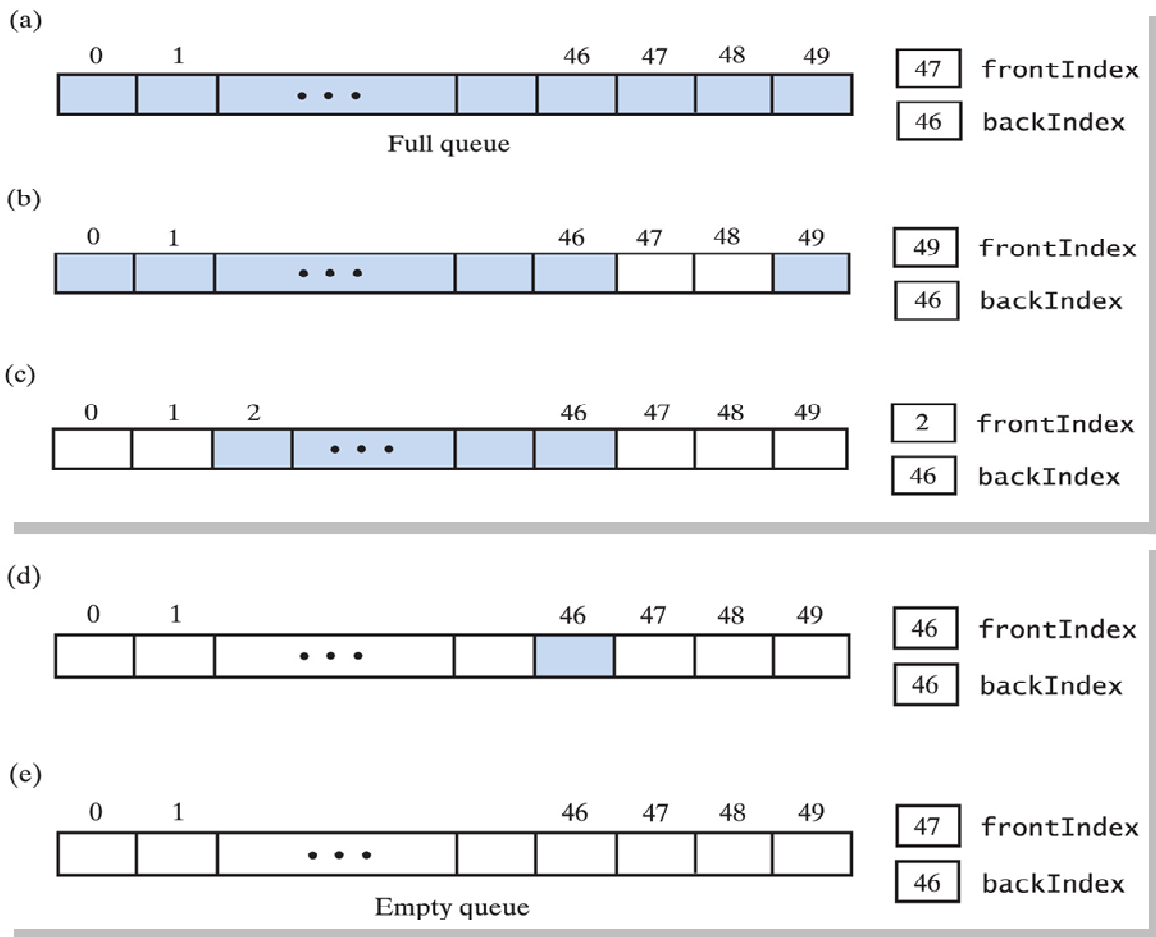 (a)
0 1 46 47 48 49
47 frontIndex
46 backIndex
Full queue
(b)
0 1 46 47 48 49
49 frontIndex
46 backIndex
(c)
0 1 2 46 47 48 49
2 frontIndex
46 backIndex
(d)
0 1 46 47 48 49
46 frontIndex
46 backIndex
(e)
0 1 46 47 48 49
47 frontIndex
46 backIndex
Empty queue